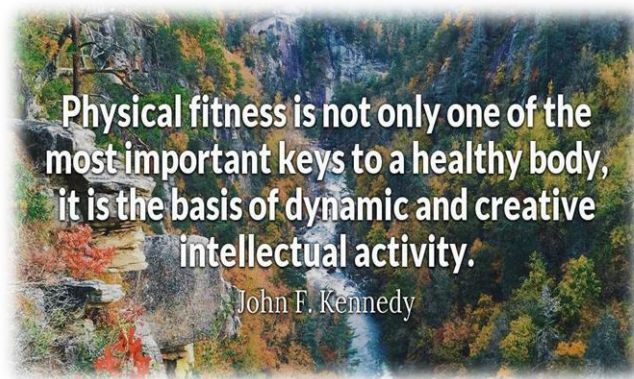 Physical fitness is not only one of the
most important keys to a healthy body,
it is the basis of dynamic and creative
intellectual activity.
John F. Kennedy